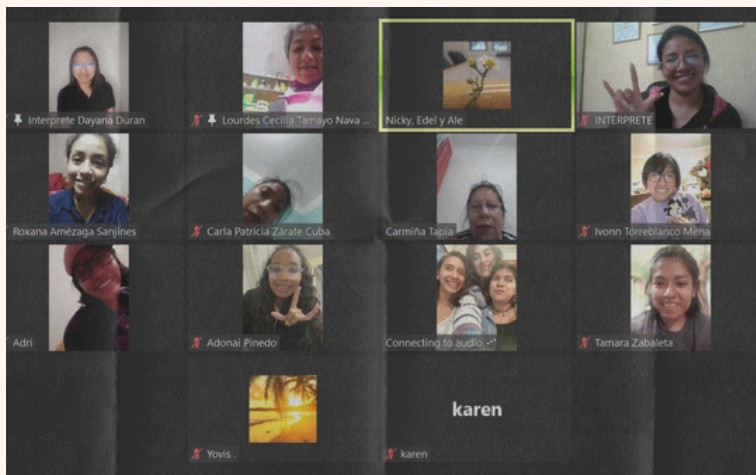 Interprete Dayana Duran
Lourdes Cecilia Tamayo Nava ...
Nicky, Edel y Ale
INTERPRETE
Roxana Amézaga Sanjines
Carla Patricia Zárate Cuba
Carmiña Tapia
Ivonn Torreblanco Mena
Adri
Adonai Pinedo
Connecting to audio ...
Tamara Zabaleta
Yovis .
karen
karen